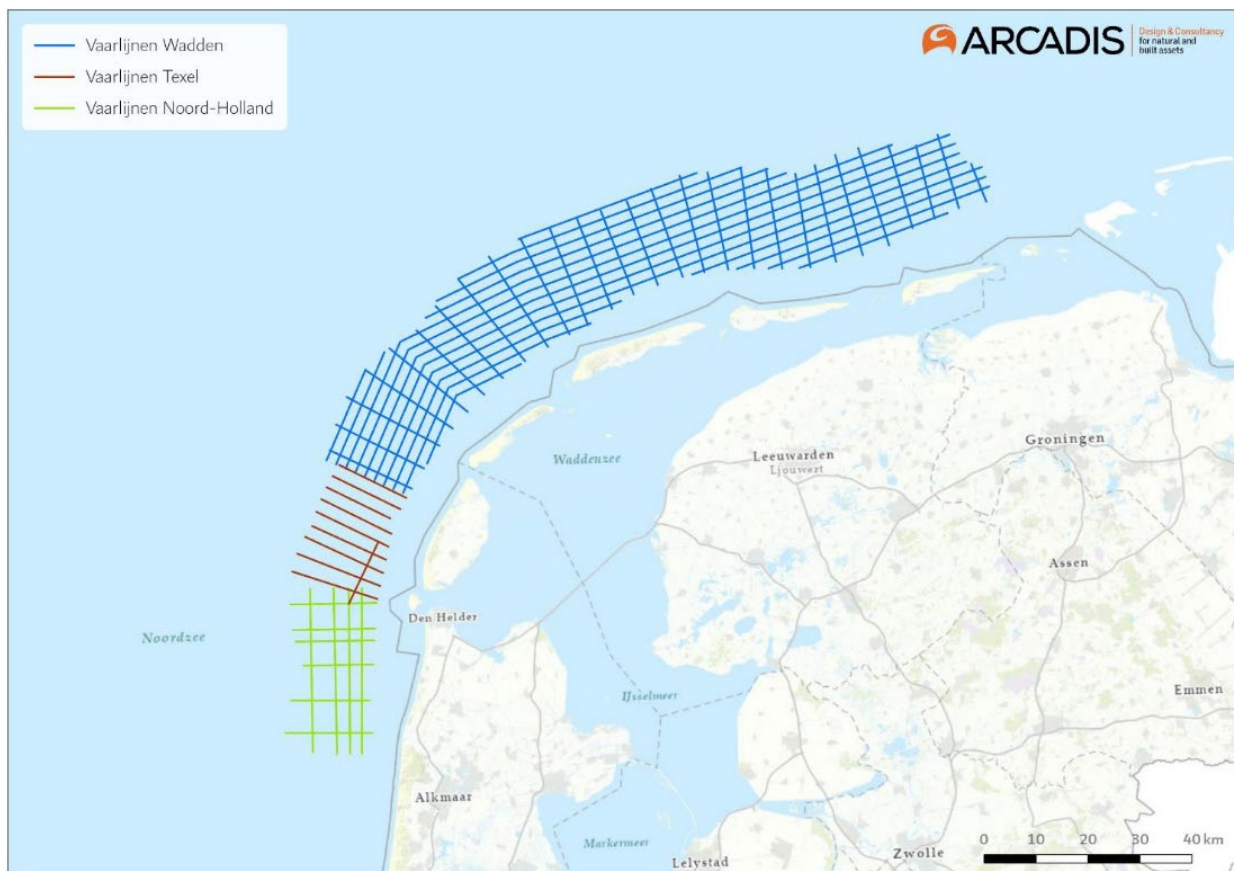 Vaarlijnen Wadden
Vaarlijnen Texel
Vaarlijnen Noord-Holland
ARCADIS
Design & Consultancy
for natural and
built assets
Waddenzee
Leeuwarden
Ljouwert
Groningen
Assen
Den Helder
Noordzee
IJsselmeer
Emmen
Alkmaar
Markermeer
Lelystad
Zwolle
0 10 20 30 40 km